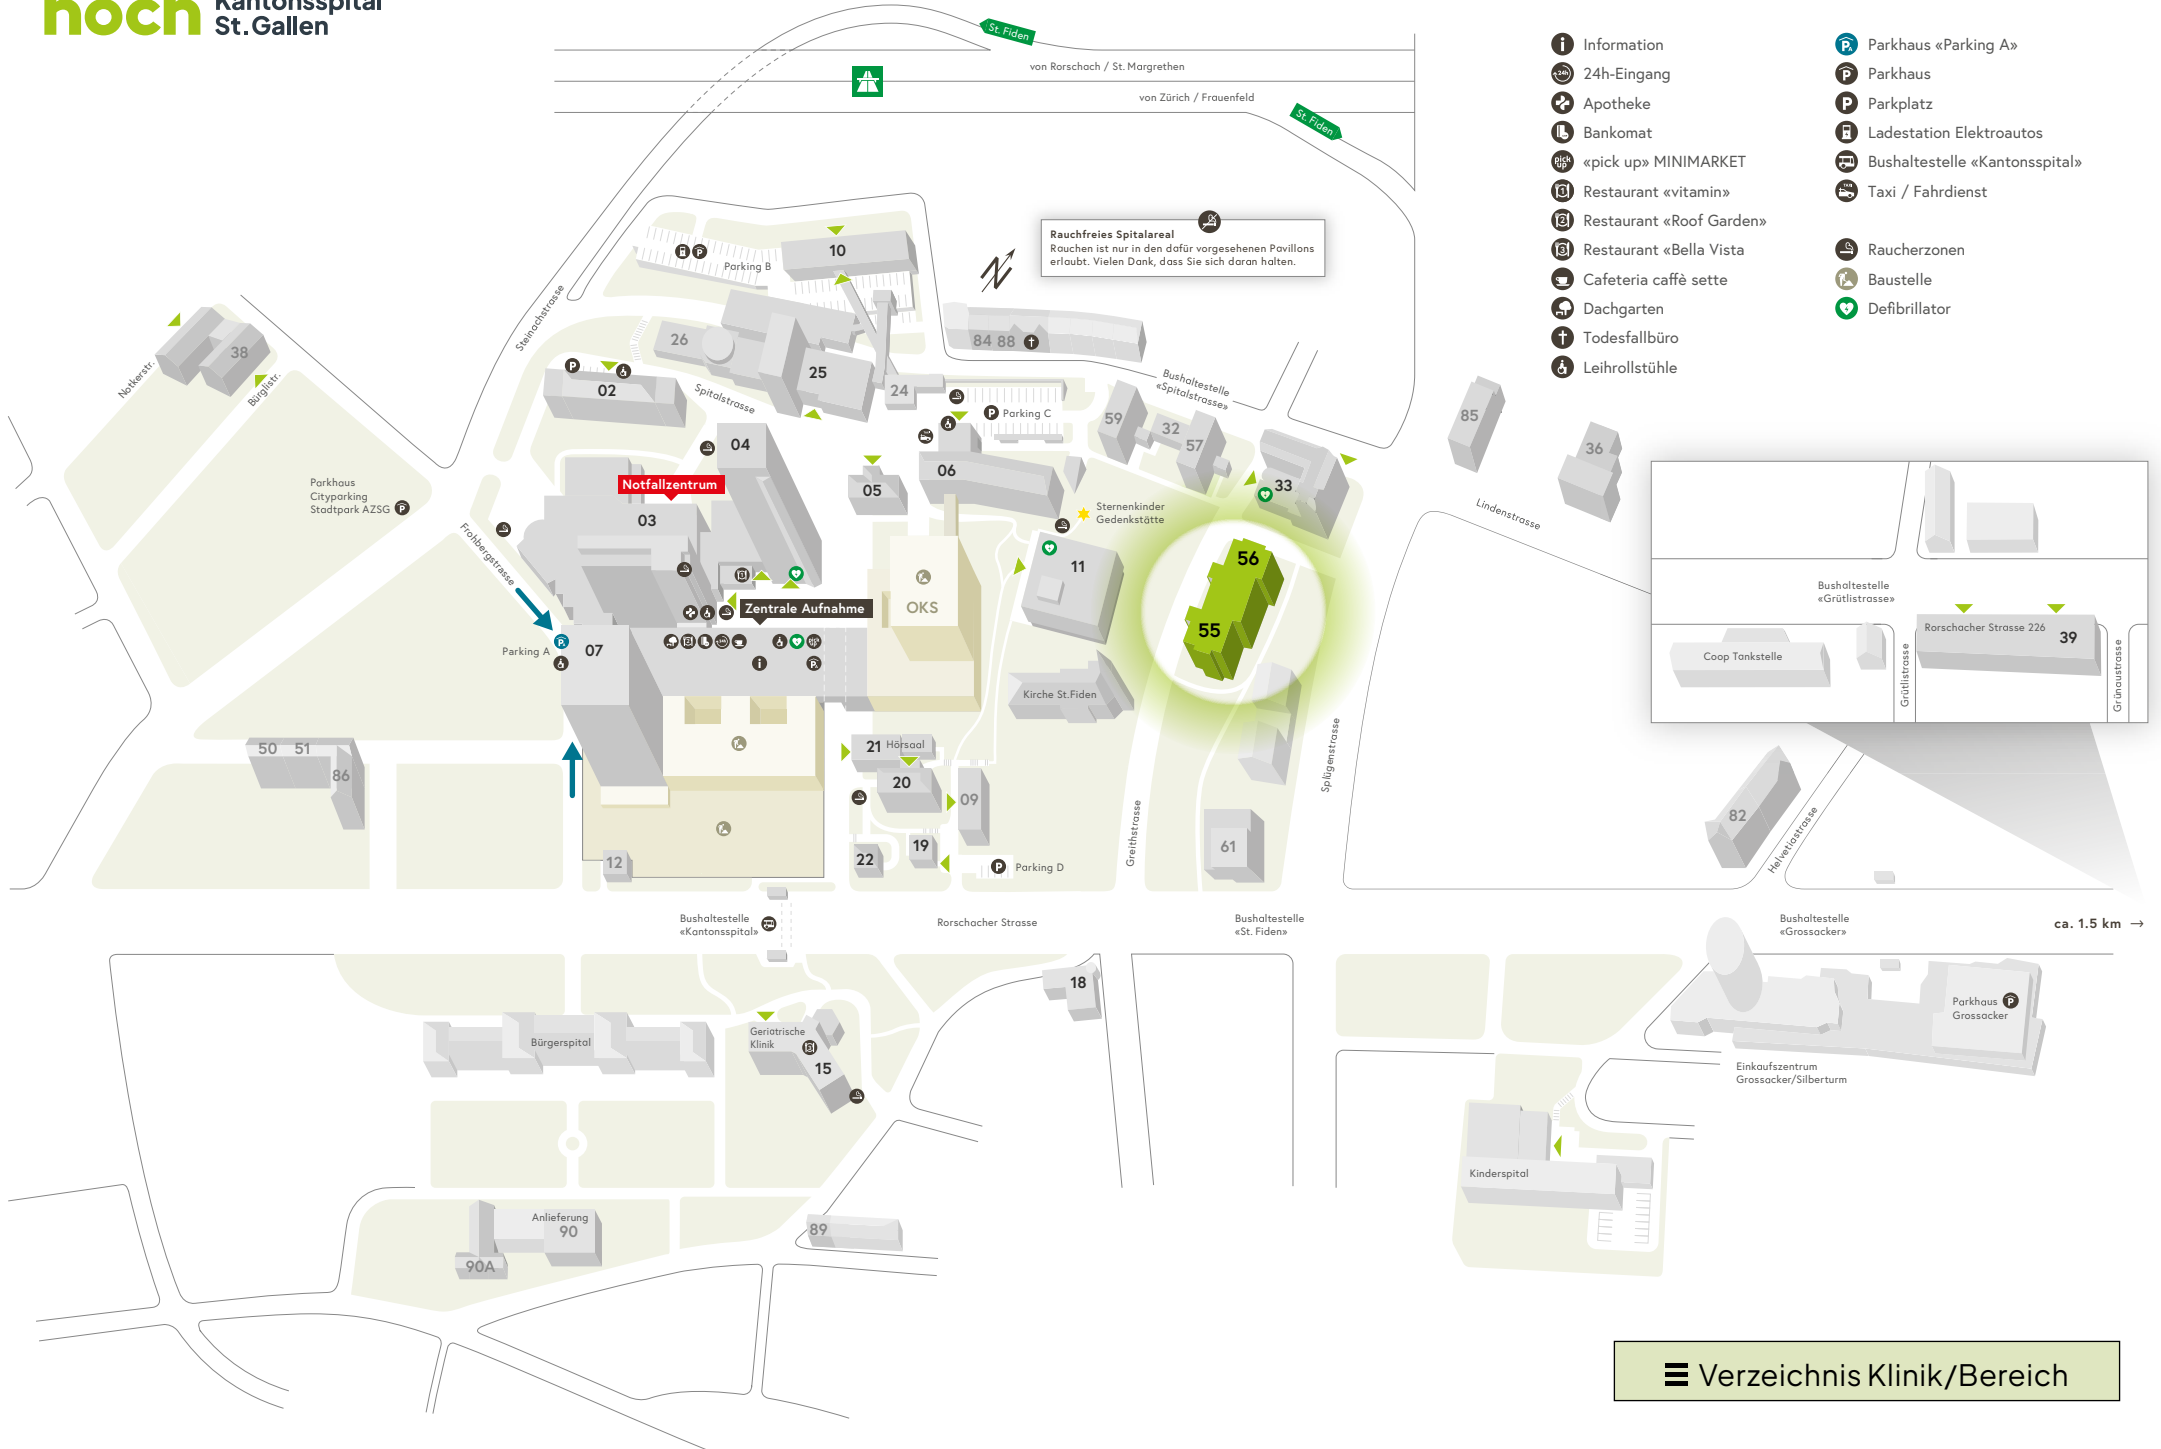 hoch Kantonsspital
St.Gallen
St. Fiden
von Rorschach / St. Margrethen
von Zürich / Frauenfeld
St. Fiden
Information
24h-Eingang
Apotheke
Bankomat
«pick up» MINIMARKET
Restaurant «vitamin»
Restaurant «Roof Garden»
Restaurant «Bella Vista
Cafeteria caffè sette
Dachgarten
Todesfallbüro
Leihrollstühle
Parkhaus «Parking A»
Parkhaus
Parkplatz
Ladestation Elektroautos
Bushaltestelle «Kantonsspital»
Taxi / Fahrdienst
Raucherzonen
Baustelle
Defibrillator
Rauchfreies Spitalareal
Rauchen ist nur in den dafür vorgesehenen Pavillons
erlaubt. Vielen Dank, dass Sie sich daran halten.
N
10
Parking B
Steinachstrasse
38
Notkerstr.
Bürglistr.
26
25
24
84 88
02
Spitalstrasse
Bushaltestelle
«Spitalstrasse»
Parking C
59
32
57
85
36
04
06
05
33
Notfallzentrum
03
Parkhaus
Cityparking
Stadtpark AZSG
Frohbergstrasse
Sternenkinder
Gedenkstätte
Lindenstrasse
11
56
55
OKS
Zentrale Aufnahme
Parking A
07
Kirche St.Fiden
Bushaltestelle
«Grütlistrasse»
Rorschacher Strasse 226
39
Coop Tankstelle
Grütlistrasse
Grünaustrasse
50 51
86
21 Hörsaal
20
09
19
22
12
Parking D
Greithstrasse
Splügenstrasse
61
82
Helvetiastrasse
Bushaltestelle
«Kantonsspital»
Rorschacher Strasse
Bushaltestelle
«St. Fiden»
Bushaltestelle
«Grossacker»
ca. 1.5 km →
18
Bürgerspital
Geriatrische
Klinik
15
Parkhaus
Grossacker
Einkaufszentrum
Grossacker/Silberturm
Kinderspital
Anlieferung
90
90A
89
Verzeichnis Klinik/Bereich